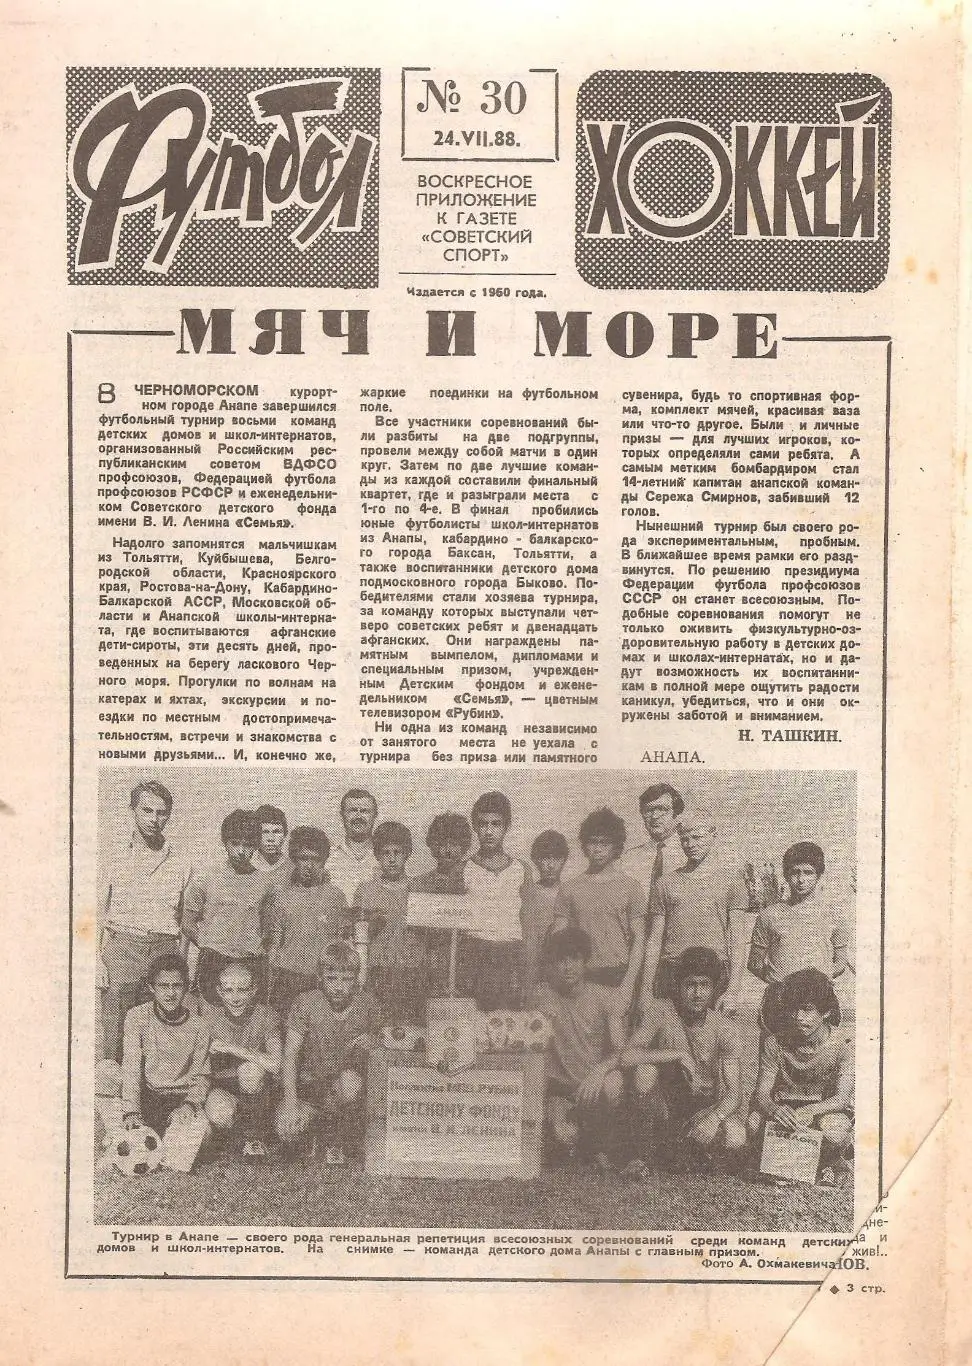 Футбол
№ 30
24.VII.88.
ВОСКРЕСНОЕ
ПРИЛОЖЕНИЕ
К ГАЗЕТЕ
«СОВЕТСКИЙ
СПОРТ»
Издается с 1960 года.
ХОККЕЙ
МЯЧ И МОРЕ
В ЧЕРНОМОРСКОМ курорт-
ном городе Анапе завершился
футбольный турнир восьми команд
детских домов и школ-интернатов,
организованный Российским рес-
публиканским советом ВДФСО
профсоюзов, Федерацией футбола
профсоюзов РСФСР и еженедельни-
ком Советского детского фонда
имени В. И. Ленина «Семья».
Надолго запомнятся мальчишкам
из Тольятти, Куйбышева, Белго-
родской области, Красноярского
края, Ростова-на-Дону, Кабардино-
Балкарской АССР, Московской об-
ласти и Анапской школы-интерна-
та, где воспитываются афганские
дети-сироты, эти десять дней, про-
веденных на берегу ласкового Чер-
ного моря. Прогулки по волнам на
катерах и яхтах, экскурсии и по-
ездки по местным достопримеча-
тельностям, встречи и знакомства с
новыми друзьями... И, конечно же,
жаркие поединки на футбольном
поле.
Все участники соревнований бы-
ли разбиты на две подгруппы,
провели между собой матчи в один
круг. Затем по две лучшие коман-
ды из каждой составили финальный
квартет, где и разыграли места с
1-го по 4-е. В финал пробились
юные футболисты школ-интернатов
из Анапы, кабардино-балкарско-
го города Баксан, Тольятти, а
также воспитанники детского дома
подмосковного города Быково. По-
бедителями стали хозяева турнира,
за команду которых выступали чет-
веро советских ребят и двенадцать
афганских. Они награждены па-
мятным вымпелом, дипломами и
специальным призом, учрежден-
ным Детским фондом и ежене-
дельником «Семья», — цветным
телевизором «Рубин».
Ни одна из команд независимо
от занятого места не уехала с
турнира без приза или памятного
сувенира, будь то спортивная фор-
ма, комплект мячей, красивая ваза
или что-то другое. Были и личные
призы — для лучших игроков, ко-
торых определяли сами ребята. А
самым метким бомбардиром стал
14-летний капитан анапской коман-
ды Сережа Смирнов, забивший 12
голов.
Нынешний турнир был своего ро-
да экспериментальным, пробным.
В ближайшее время рамки его разд-
винутся. По решению президиума
Федерации футбола профсоюзов
СССР он станет всесоюзным. По-
добные соревнования помогут не
только оживить физкультурно-оз-
доровительную работу в детских до-
мах и школах-интернатах, но и да-
дут возможность их воспитанни-
кам в полной мере ощутить радости
каникул, убедиться, что и они ок-
ружены заботой и вниманием.
Н. ТАШКИН.
АНАПА.
АНАПА
ДЕТСКОМУ ФОНДУ
имени В. И. ЛЕНИНА
Турнир в Анапе — своего рода генеральная репетиция всесоюзных соревнований среди команд детских
домов и школ-интернатов. На снимке — команда детского дома Анапы с главным призом.
Фото А. Охмакевича
и
жив!..
ОВ.
◆ 3 стр.